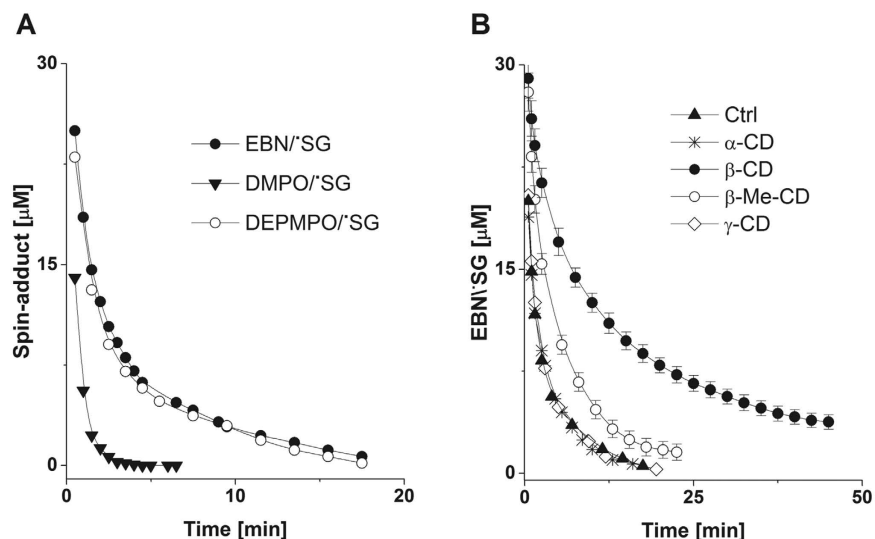 A
30
15
0
Spin-adduct [µM]
EBN/•SG
DMPO/•SG
DEPMPO/•SG
0
10
20
Time [min]
B
30
15
0
EBN\•SG [µM]
Ctrl
α-CD
β-CD
β-Me-CD
γ-CD
0
25
50
Time [min]